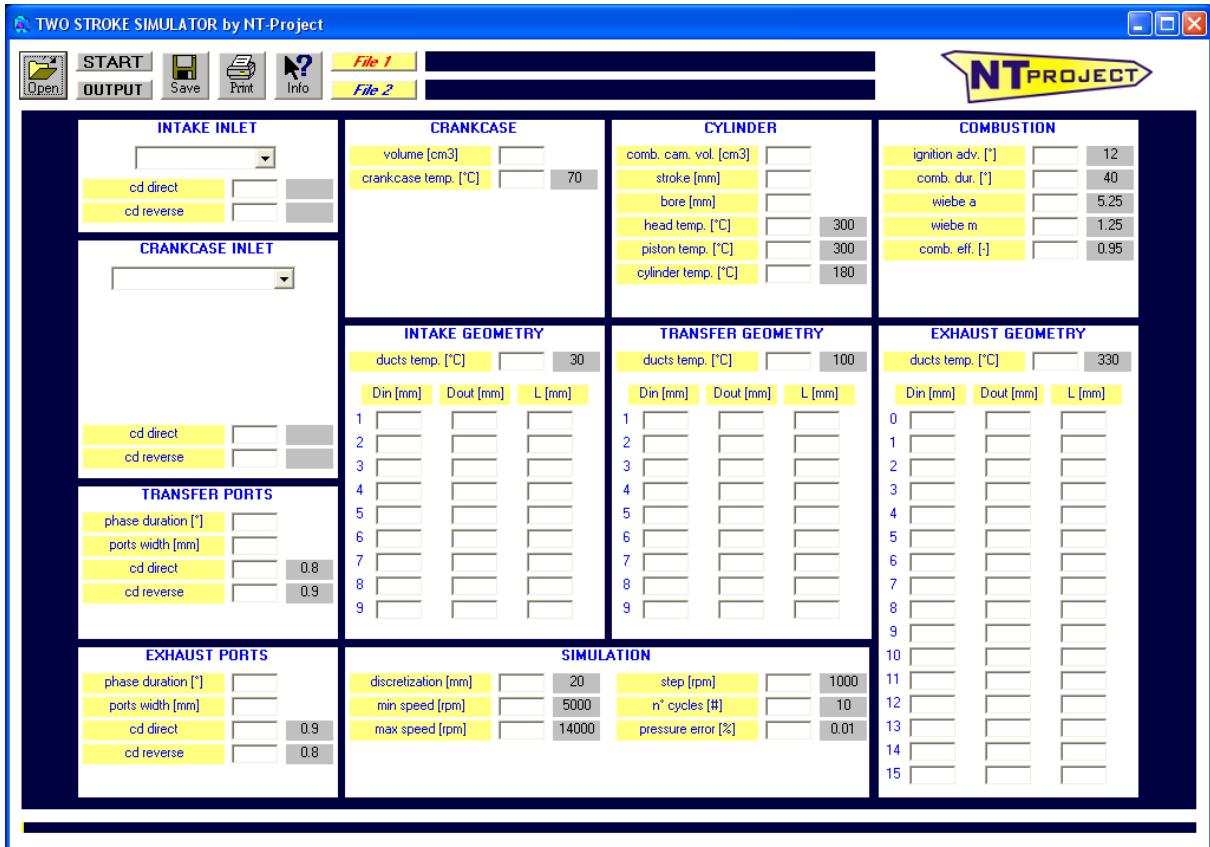 TWO STROKE SIMULATOR by NT-Project
Open
START
OUTPUT
Save
Print
Info
File 1
File 2
NTPROJECT
INTAKE INLET
cd direct
cd reverse
CRANKCASE INLET
cd direct
cd reverse
TRANSFER PORTS
phase duration [°]
ports width [mm]
cd direct 0.8
cd reverse 0.9
EXHAUST PORTS
phase duration [°]
ports width [mm]
cd direct 0.9
cd reverse 0.8
CRANKCASE
volume [cm3]
crankcase temp. [°C] 70
CYLINDER
comb. cam. vol. [cm3]
stroke [mm]
bore [mm]
head temp. [°C] 300
piston temp. [°C] 300
cylinder temp. [°C] 180
COMBUSTION
ignition adv. [°] 12
comb. dur. [°] 40
wiebe a 5.25
wiebe m 1.25
comb. eff. [-] 0.95
INTAKE GEOMETRY
ducts temp. [°C] 30
Din [mm] Dout [mm] L [mm]
1
2
3
4
5
6
7
8
9
TRANSFER GEOMETRY
ducts temp. [°C] 100
Din [mm] Dout [mm] L [mm]
1
2
3
4
5
6
7
8
9
EXHAUST GEOMETRY
ducts temp. [°C] 330
Din [mm] Dout [mm] L [mm]
0
1
2
3
4
5
6
7
8
9
10
11
12
13
14
15
SIMULATION
discretization [mm] 20 step [rpm] 1000
min speed [rpm] 5000 n° cycles [#] 10
max speed [rpm] 14000 pressure error [%] 0.01